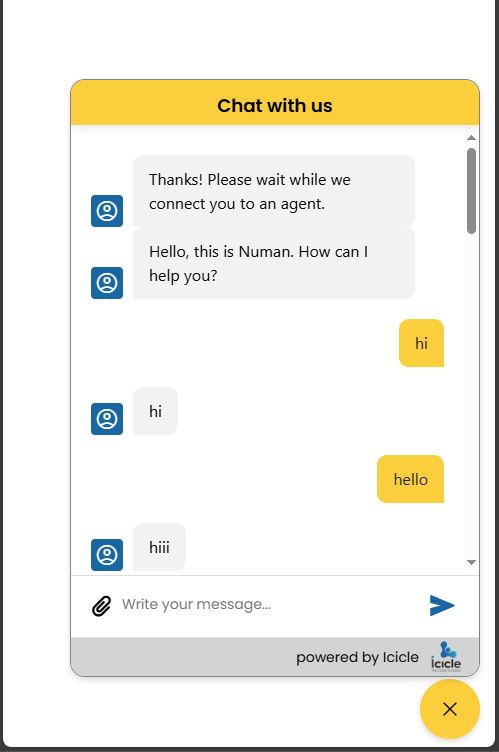 Chat with us
Thanks! Please wait while we
connect you to an agent.
Hello, this is Numan. How can I
help you?
hi
hi
hello
hiii
Write your message...
powered by Icicle
icicle